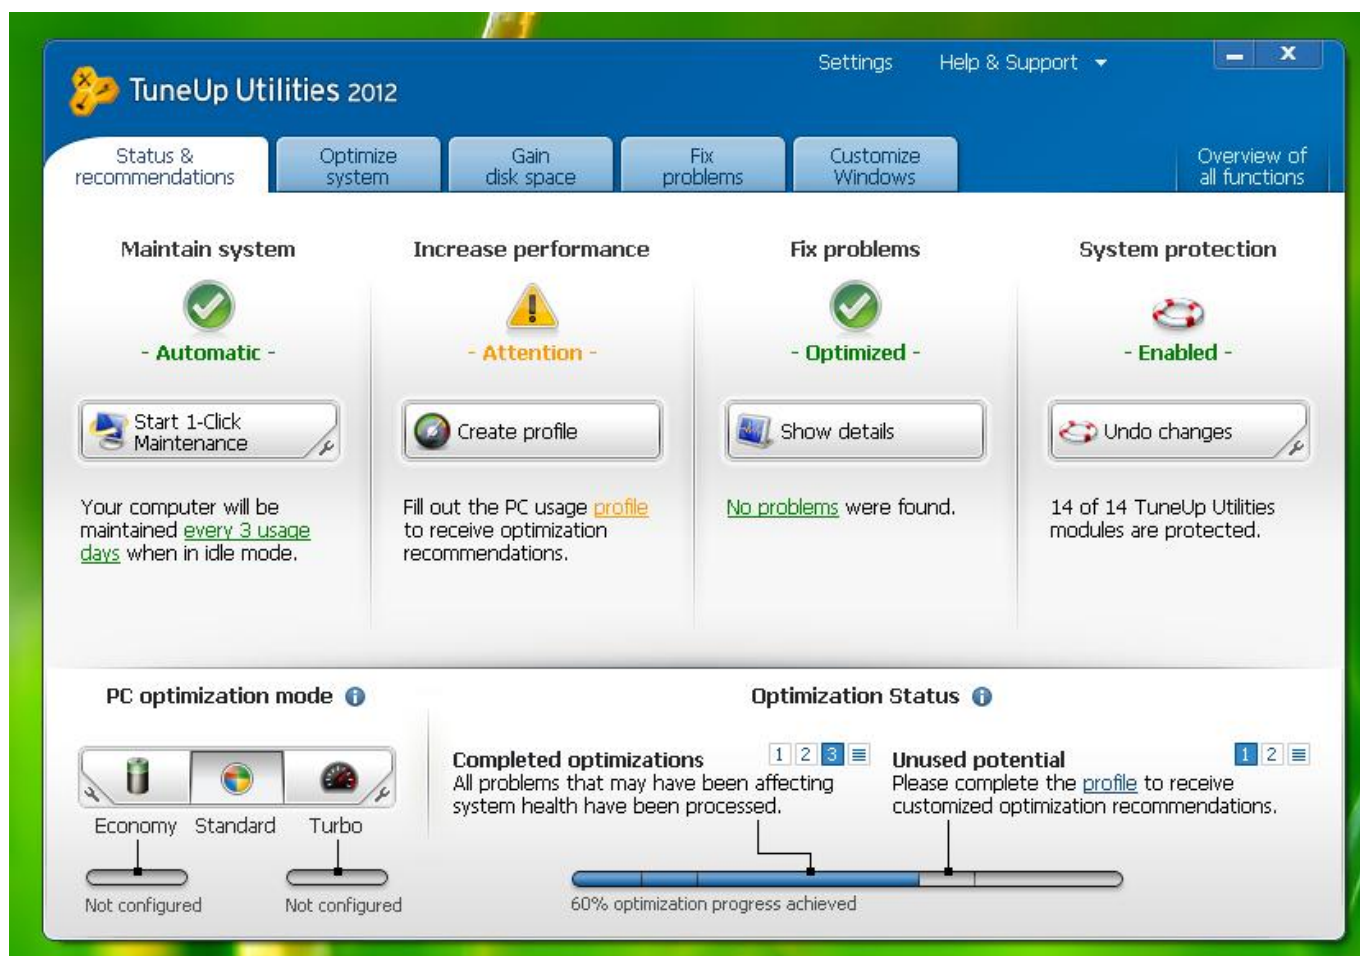 Settings
Help & Support
X
TuneUp Utilities 2012
Status &
recommendations
Optimize
system
Gain
disk space
Fix
problems
Customize
Windows
Overview of
all functions
Maintain system
- Automatic -
Start 1-Click
Maintenance
Your computer will be
maintained every 3 usage
days when in idle mode.
Increase performance
- Attention -
Create profile
Fill out the PC usage profile
to receive optimization
recommendations.
Fix problems
- Optimized -
Show details
No problems were found.
System protection
- Enabled -
Undo changes
14 of 14 TuneUp Utilities
modules are protected.
PC optimization mode
Economy
Standard
Turbo
Not configured
Not configured
Optimization Status
Completed optimizations
1 2 3
All problems that may have been affecting
system health have been processed.
Unused potential
1 2
Please complete the profile to receive
customized optimization recommendations.
60% optimization progress achieved